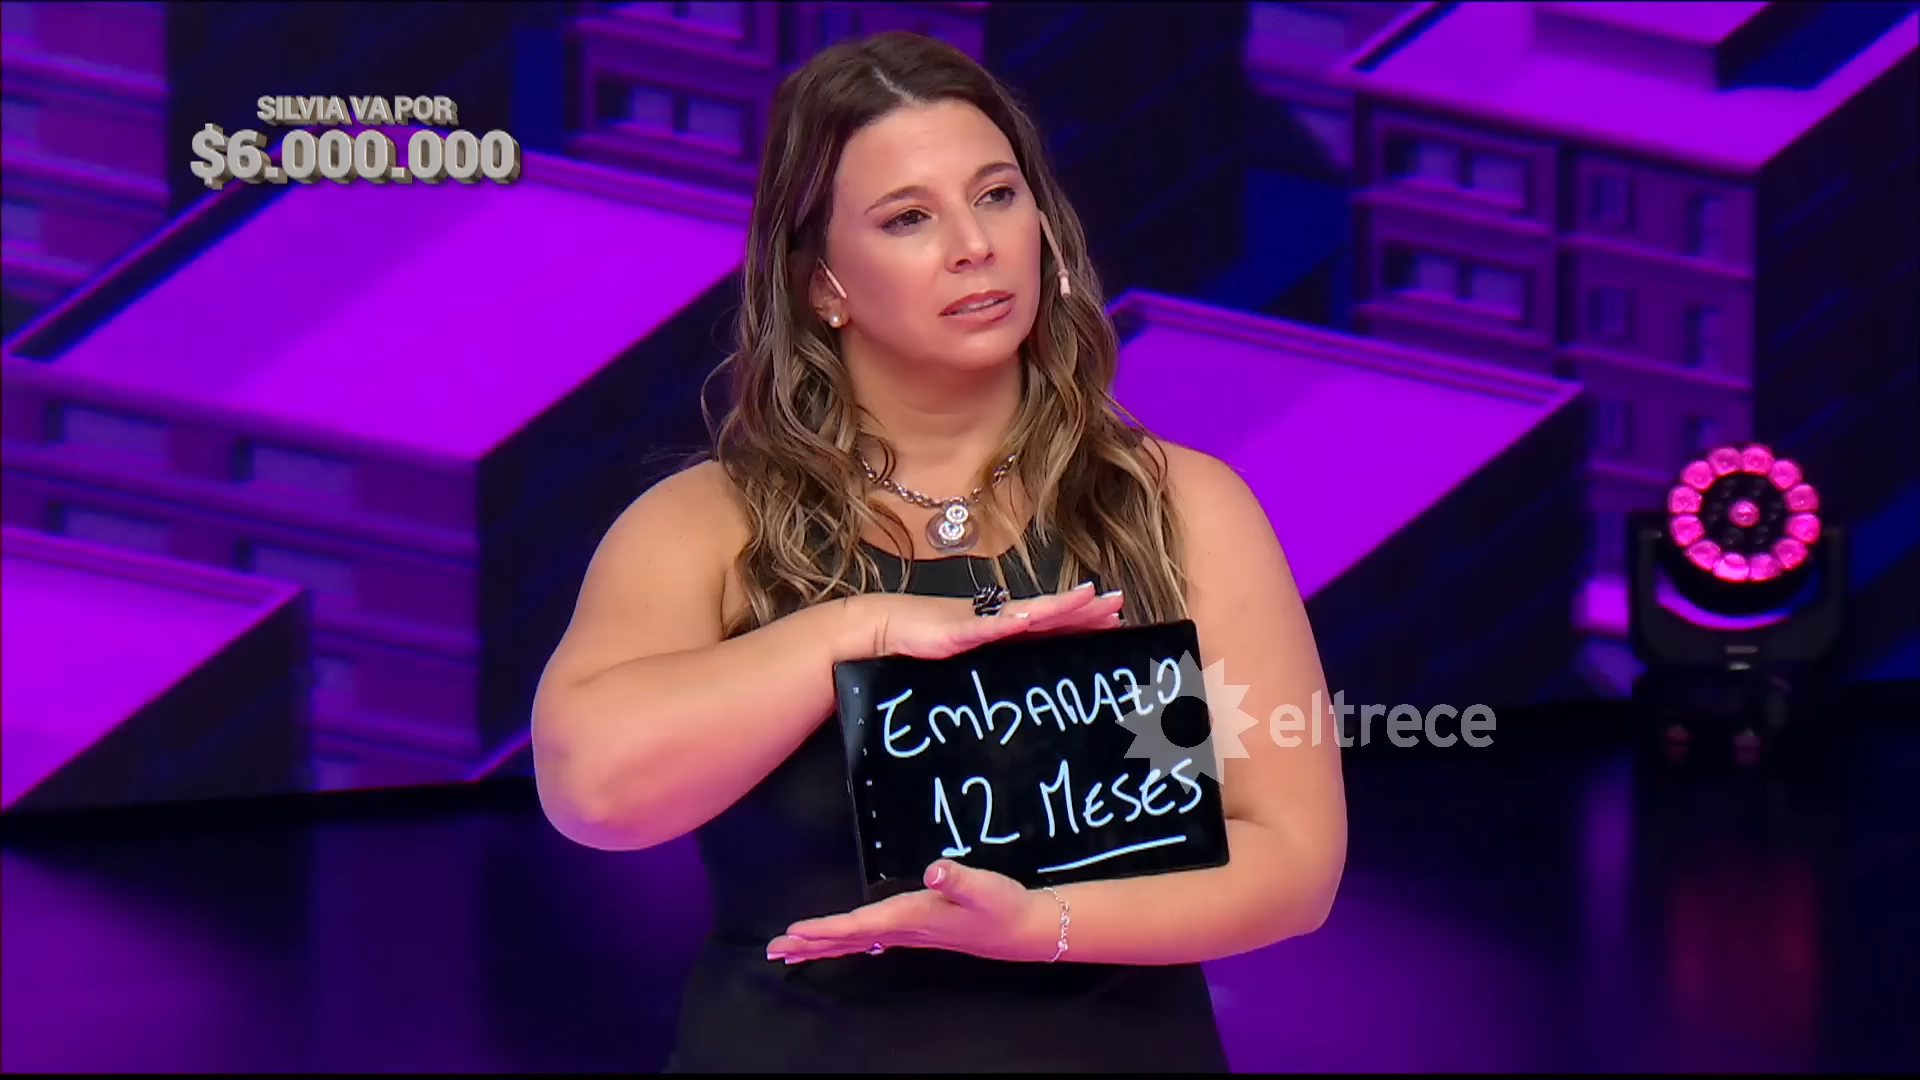 SILVIA VA POR
$6.000.000
EmbARAZO
12 MESES
eltrece